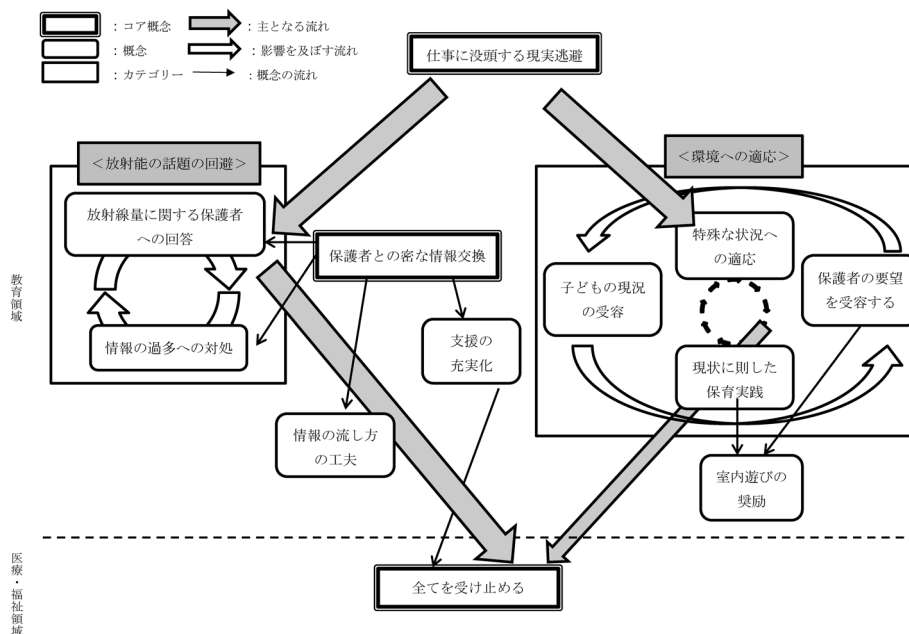 ：コア概念
：主となる流れ
：概念
：影響を及ぼす流れ
：カテゴリー
：概念の流れ
仕事に没頭する現実逃避
＜放射能の話題の回避＞
＜環境への適応＞
放射線量に関する保護者
への回答
特殊な状況へ
の適応
保護者との密な情報交換
子どもの現況
の受容
保護者の要望
を受容する
教育領域
情報の過多への対処
支援の
充実化
現状に則した
保育実践
情報の流し方
の工夫
室内遊びの
奨励
医療・福祉領域
全てを受け止める